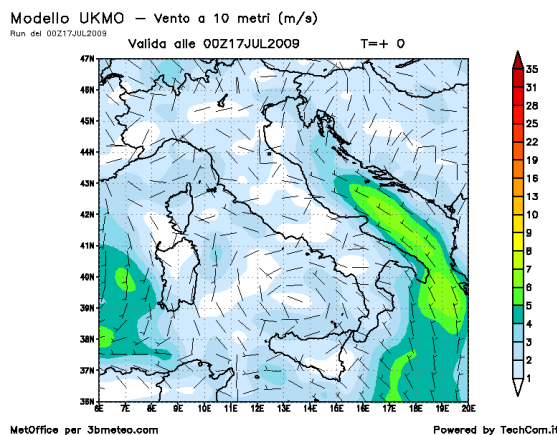 Modello UKMO – Vento a 10 metri (m/s)
Run del 00Z17JUL2009
Valida alle 00Z17JUL2009 T=+ 0
47N
46N
45N
44N
43N
42N
41N
40N
39N
38N
37N
36N
6E 7E 8E 9E 10E 11E 12E 13E 14E 15E 16E 17E 18E 19E 20E
35
31
28
25
22
19
16
13
10
9
8
7
6
5
4
3
2
1
MetOffice per 3bmeteo.com Powered by TechCom.it